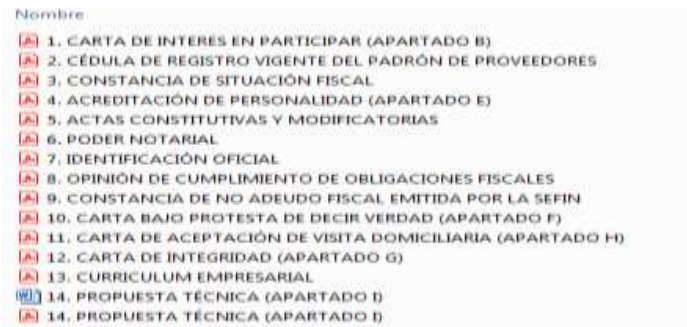 Nombre
1. CARTA DE INTERES EN PARTICIPAR (APARTADO B)
2. CÉDULA DE REGISTRO VIGENTE DEL PADRÓN DE PROVEEDORES
3. CONSTANCIA DE SITUACIÓN FISCAL
4. ACREDITACIÓN DE PERSONALIDAD (APARTADO E)
5. ACTAS CONSTITUTIVAS Y MODIFICATORIAS
6. PODER NOTARIAL
7. IDENTIFICACIÓN OFICIAL
8. OPINIÓN DE CUMPLIMIENTO DE OBLIGACIONES FISCALES
9. CONSTANCIA DE NO ADEUDO FISCAL EMITIDA POR LA SEFIN
10. CARTA BAJO PROTESTA DE DECIR VERDAD (APARTADO F)
11. CARTA DE ACEPTACIÓN DE VISITA DOMICILIARIA (APARTADO H)
12. CARTA DE INTEGRIDAD (APARTADO G)
13. CURRICULUM EMPRESARIAL
14. PROPUESTA TÉCNICA (APARTADO I)
14. PROPUESTA TÉCNICA (APARTADO I)